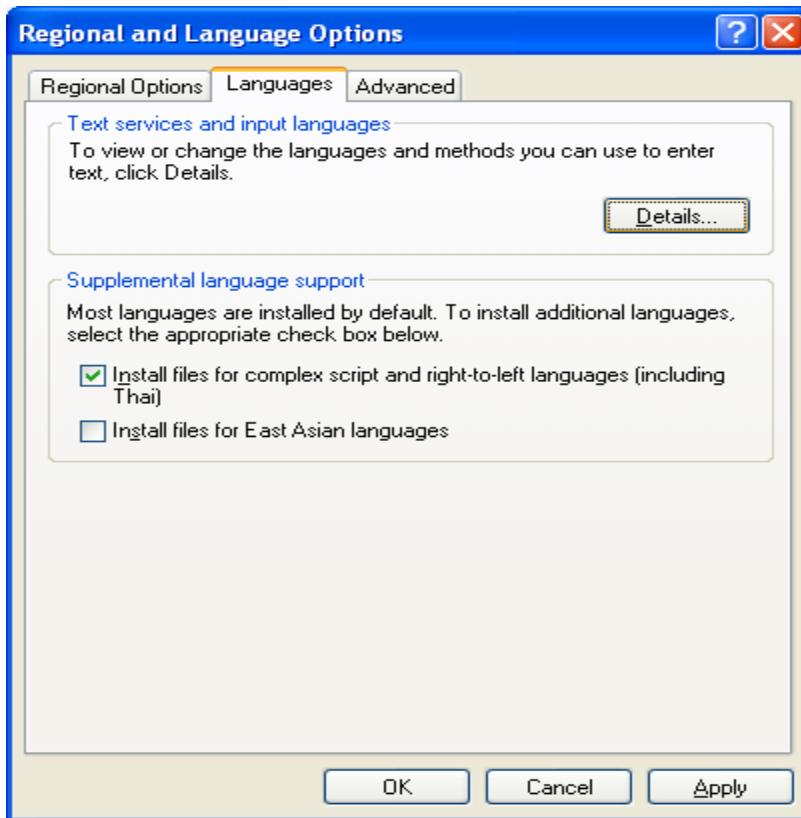 Regional and Language Options
Regional Options
Languages
Advanced
Text services and input languages
To view or change the languages and methods you can use to enter
text, click Details.
Details...
Supplemental language support
Most languages are installed by default. To install additional languages,
select the appropriate check box below.
Install files for complex script and right-to-left languages (including
Thai)
Install files for East Asian languages
OK
Cancel
Apply